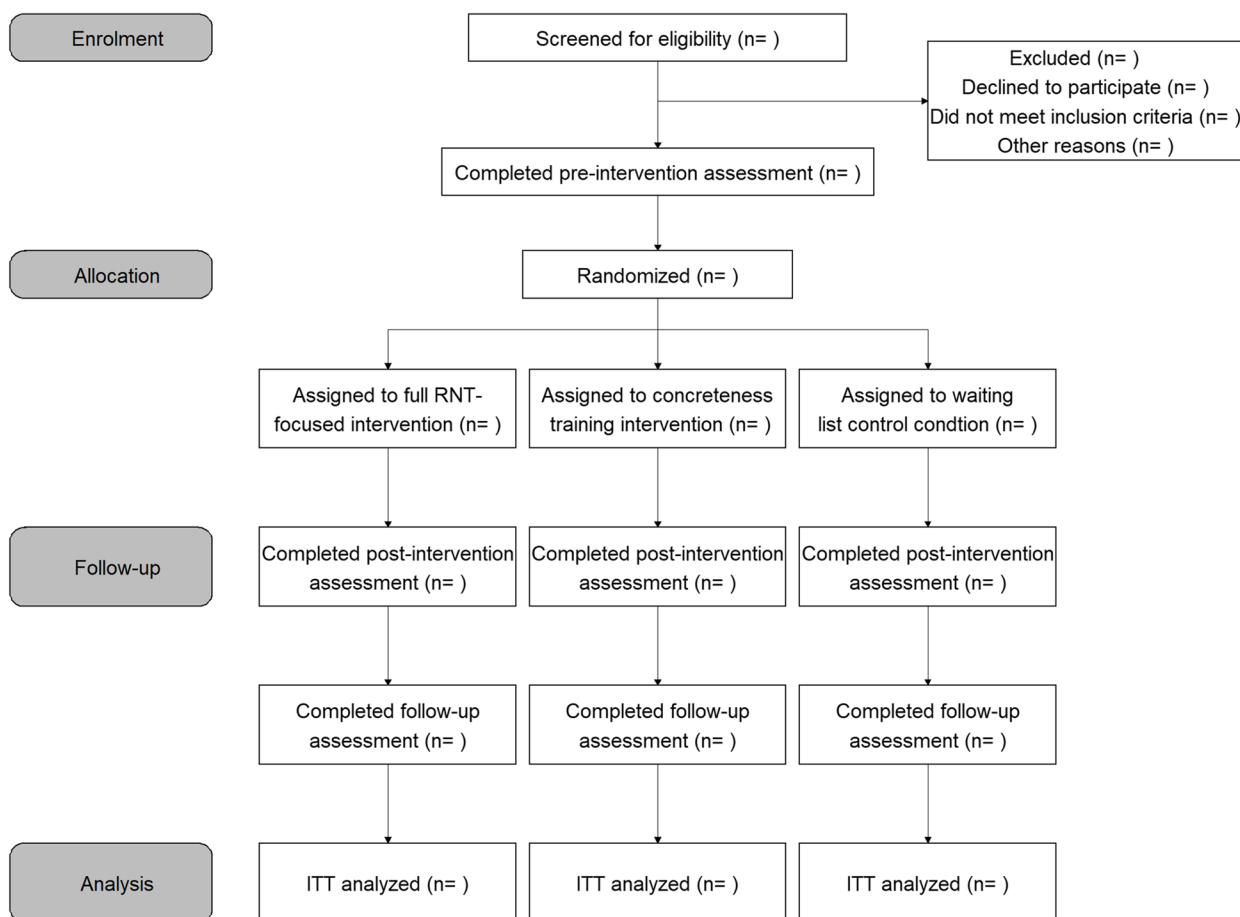 Enrolment
Screened for eligibility (n= )
Excluded (n= )
Declined to participate (n= )
Did not meet inclusion criteria (n= )
Other reasons (n= )
Completed pre-intervention assessment (n= )
Allocation
Randomized (n= )
Assigned to full RNT-
focused intervention (n= )
Assigned to concreteness
training intervention (n= )
Assigned to waiting
list control condtion (n= )
Follow-up
Completed post-intervention
assessment (n= )
Completed post-intervention
assessment (n= )
Completed post-intervention
assessment (n= )
Completed follow-up
assessment (n= )
Completed follow-up
assessment (n= )
Completed follow-up
assessment (n= )
Analysis
ITT analyzed (n= )
ITT analyzed (n= )
ITT analyzed (n= )